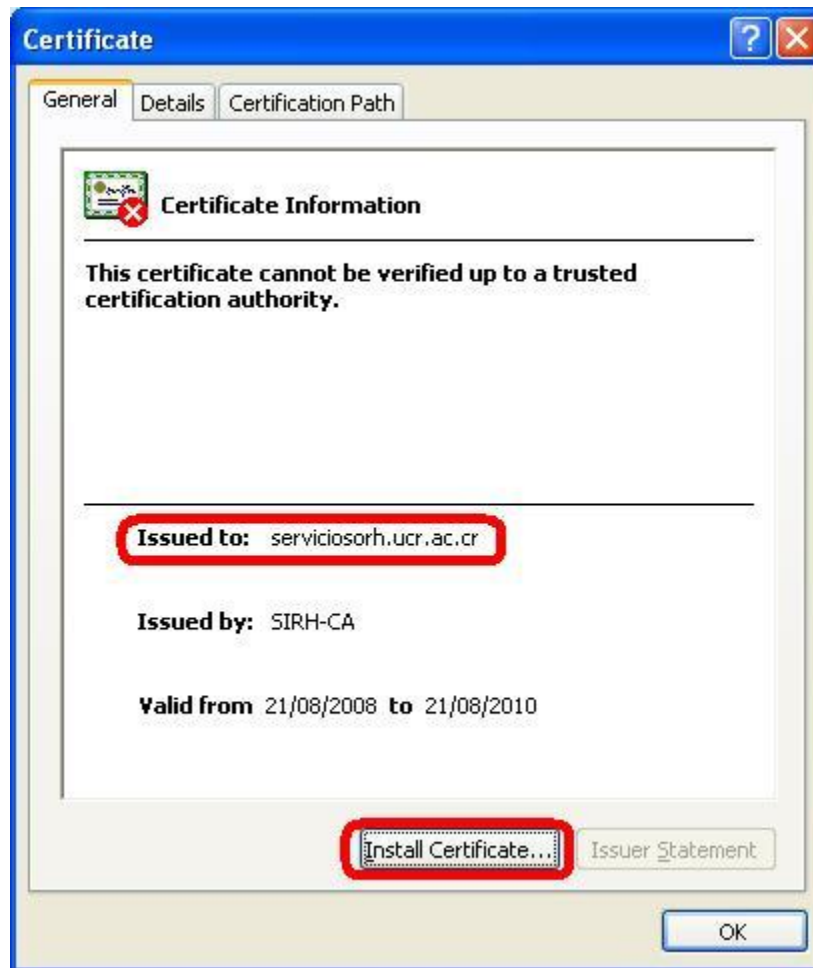 Certificate
General Details Certification Path
Certificate Information
This certificate cannot be verified up to a trusted
certification authority.
Issued to: serviciosorh.ucr.ac.cr
Issued by: SIRH-CA
Valid from 21/08/2008 to 21/08/2010
Install Certificate... Issuer Statement
OK